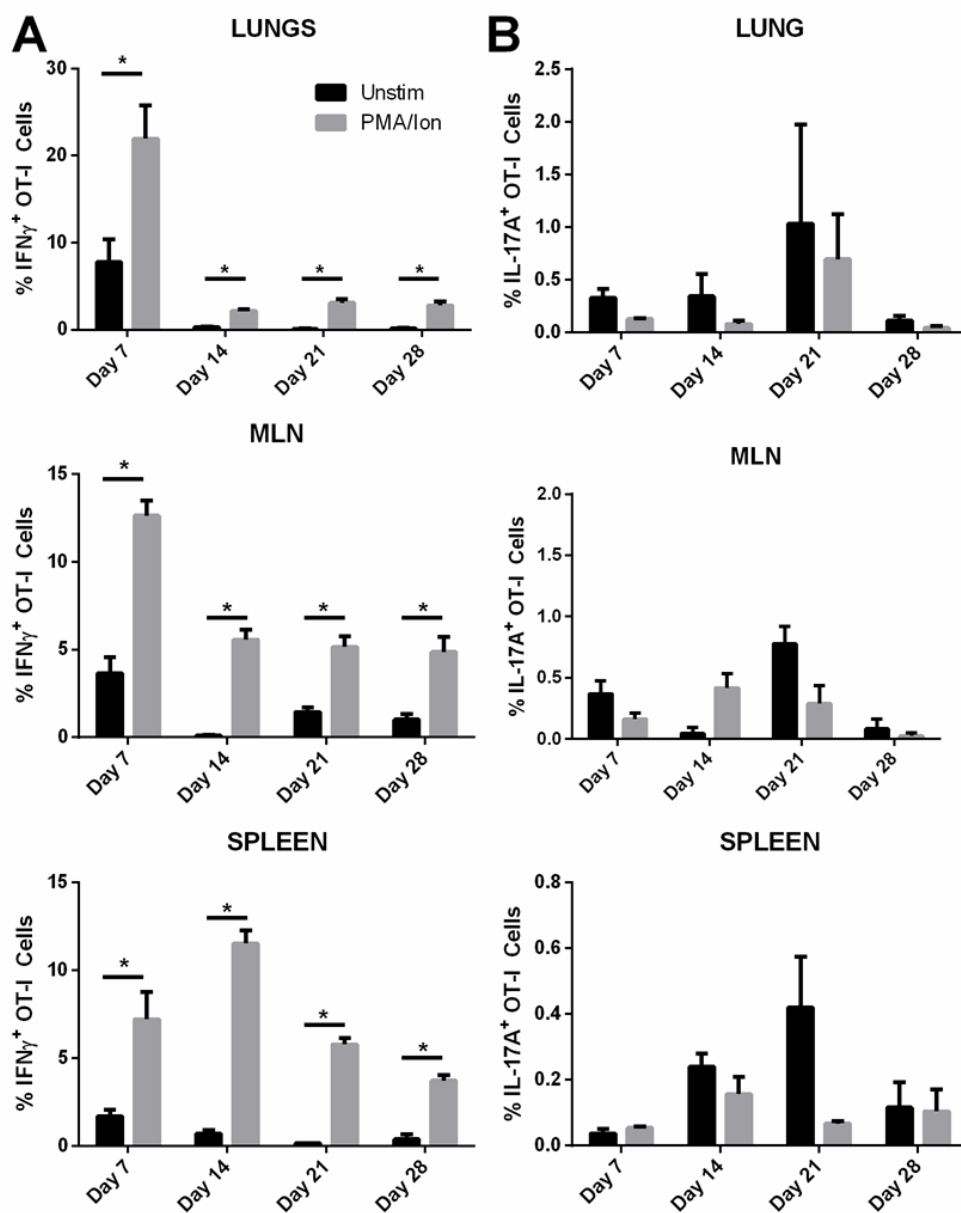 A
LUNGS
% IFNγ+ OT-I Cells
30
20
10
0
*
*
*
*
Unstim
PMA/Ion
Day 7
Day 14
Day 21
Day 28
B
LUNG
% IL-17A+ OT-I Cells
2.5
2.0
1.5
1.0
0.5
0.0
Day 7
Day 14
Day 21
Day 28
MLN
% IFNγ+ OT-I Cells
15
10
5
0
*
*
*
*
Day 7
Day 14
Day 21
Day 28
MLN
% IL-17A+ OT-I Cells
2.0
1.5
1.0
0.5
0.0
Day 7
Day 14
Day 21
Day 28
SPLEEN
% IFNγ+ OT-I Cells
15
10
5
0
*
*
*
*
Day 7
Day 14
Day 21
Day 28
SPLEEN
% IL-17A+ OT-I Cells
0.8
0.6
0.4
0.2
0.0
Day 7
Day 14
Day 21
Day 28